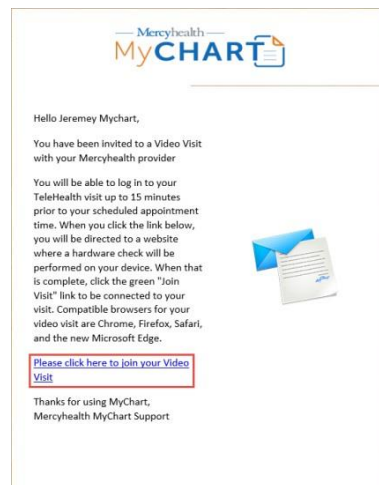 Mercyhealth
MyCHART
Hello Jeremey Mychart,
You have been invited to a Video Visit
with your Mercyhealth provider
You will be able to log in to your
TeleHealth visit up to 15 minutes
prior to your scheduled appointment
time. When you click the link below,
you will be directed to a website
where a hardware check will be
performed on your device. When that
is complete, click the green "Join
Visit" link to be connected to your
visit. Compatible browsers for your
video visit are Chrome, Firefox, Safari,
and the new Microsoft Edge.
Please click here to join your Video
Visit
Thanks for using MyChart,
Mercyhealth MyChart Support